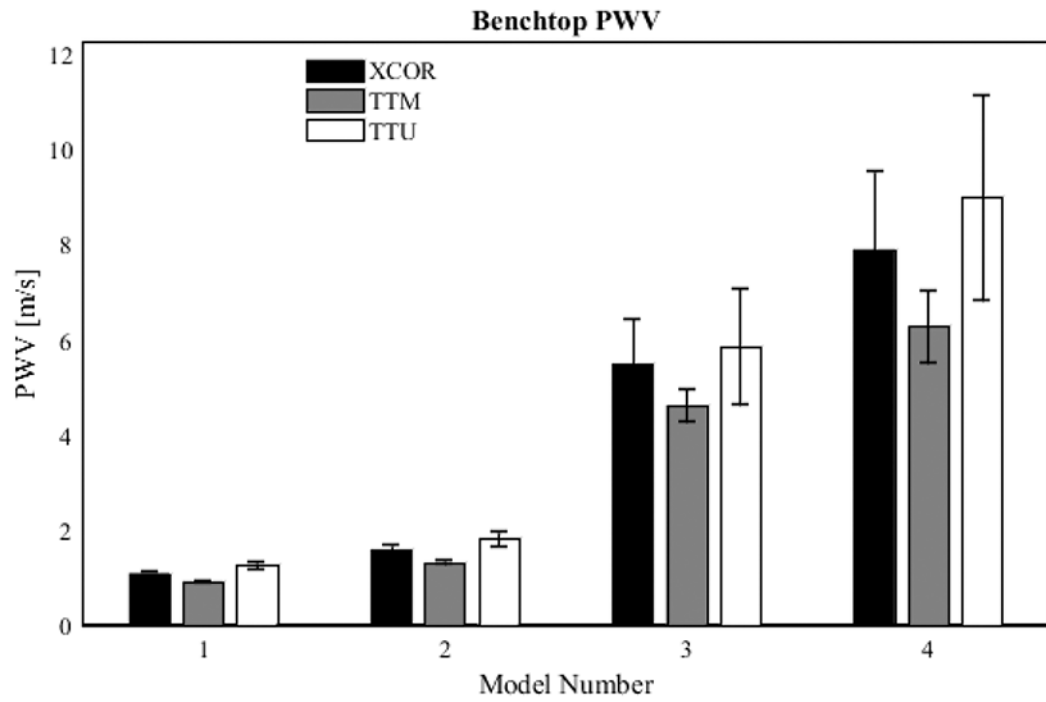 Benchtop PWV
12
10
8
6
4
2
0
PWV [m/s]
XCOR
TTM
TTU
1 2 3 4
Model Number